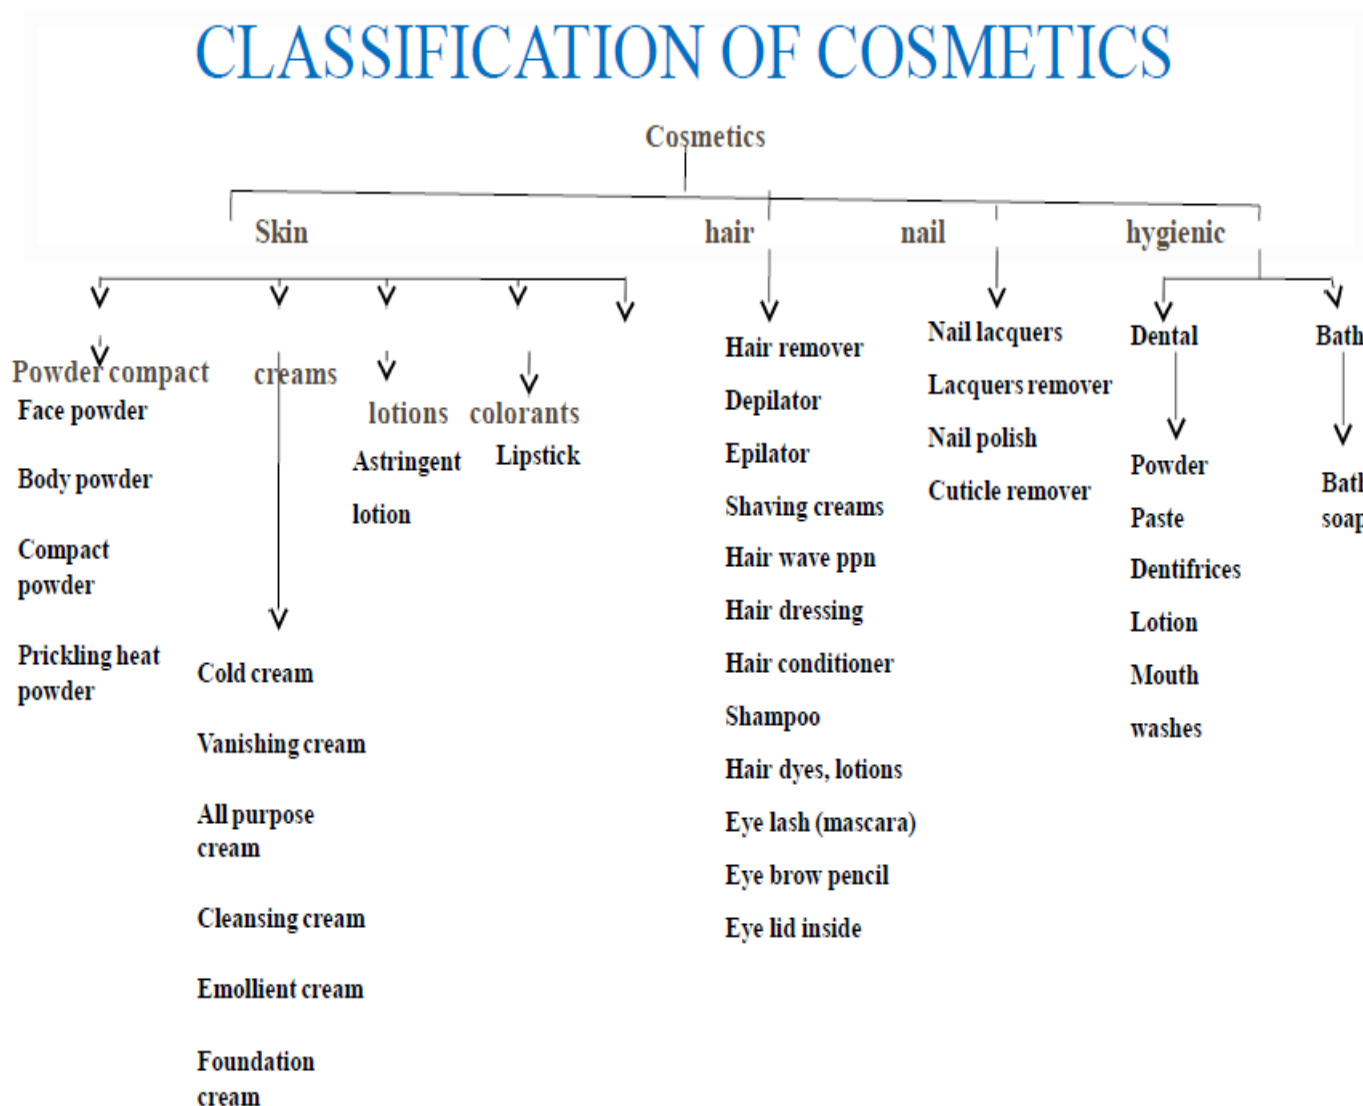 CLASSIFICATION OF COSMETICS
Cosmetics
Skin
hair
nail
hygienic
Powder compact
Face powder
Body powder
Compact
powder
Prickling heat
powder
creams
Cold cream
Vanishing cream
All purpose
cream
Cleansing cream
Emollient cream
Foundation
cream
lotions
Astringent
lotion
colorants
Lipstick
Hair remover
Depilator
Epilator
Shaving creams
Hair wave ppn
Hair dressing
Hair conditioner
Shampoo
Hair dyes, lotions
Eye lash (mascara)
Eye brow pencil
Eye lid inside
Nail lacquers
Lacquers remover
Nail polish
Cuticle remover
Dental
Powder
Paste
Dentifrices
Lotion
Mouth
washes
Bath
Bath
soap